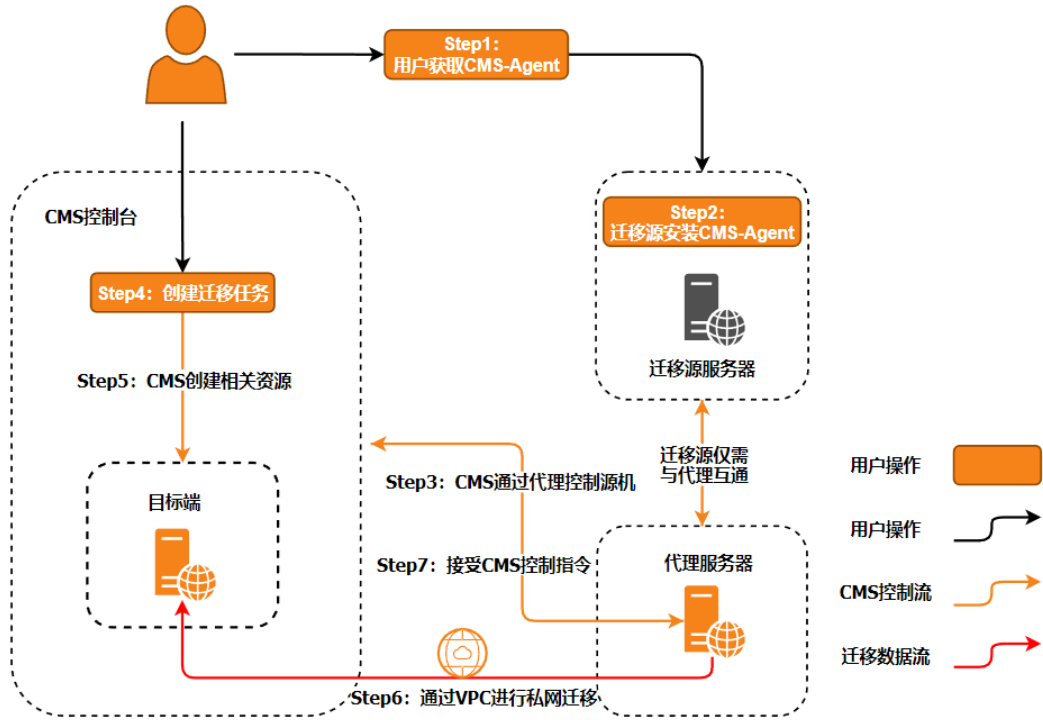 Step1：
用户获取CMS-Agent
CMS控制台
Step2：
迁移源安装CMS-Agent
Step4：创建迁移任务
迁移源服务器
Step5：CMS创建相关资源
迁移源仅需
与代理互通
用户操作
Step3：CMS通过代理控制源机
目标端
用户操作
Step7：接受CMS控制指令
代理服务器
CMS控制流
迁移数据流
Step6：通过VPC进行私网迁移